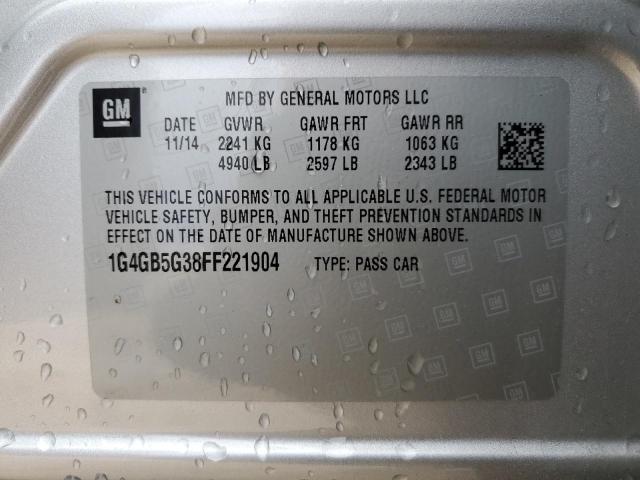 GM
MFD BY GENERAL MOTORS LLC
DATE GVWR GAWR FRT GAWR RR
11/14 2241 KG 1178 KG 1063 KG
4940 LB 2597 LB 2343 LB
THIS VEHICLE CONFORMS TO ALL APPLICABLE U.S. FEDERAL MOTOR
VEHICLE SAFETY, BUMPER, AND THEFT PREVENTION STANDARDS IN
EFFECT ON THE DATE OF MANUFACTURE SHOWN ABOVE.
1G4GB5G38FF221904 TYPE: PASS CAR